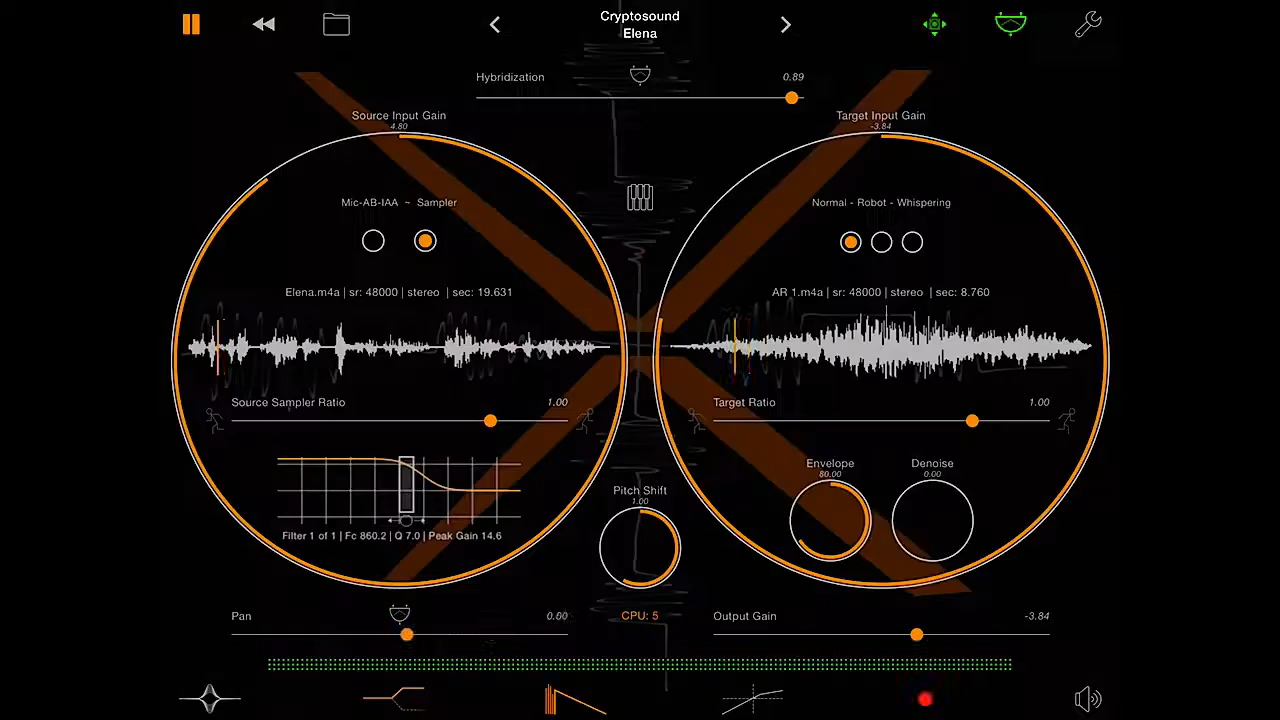 Cryptosound
Elena
Hybridization 0.89
Source Input Gain
4.80
Target Input Gain
-3.84
Mic-AB-IAA ~ Sampler
Normal - Robot - Whispering
Elena.m4a | sr: 48000 | stereo | sec: 19.631
AR 1.m4a | sr: 48000 | stereo | sec: 8.760
Source Sampler Ratio 1.00
Target Ratio 1.00
Envelope
80.00
Denoise
0.00
Pitch Shift
1.00
Filter 1 of 1 | Fc 860.2 | Q 7.0 | Peak Gain 14.6
Pan 0.00
CPU: 5
Output Gain -3.84